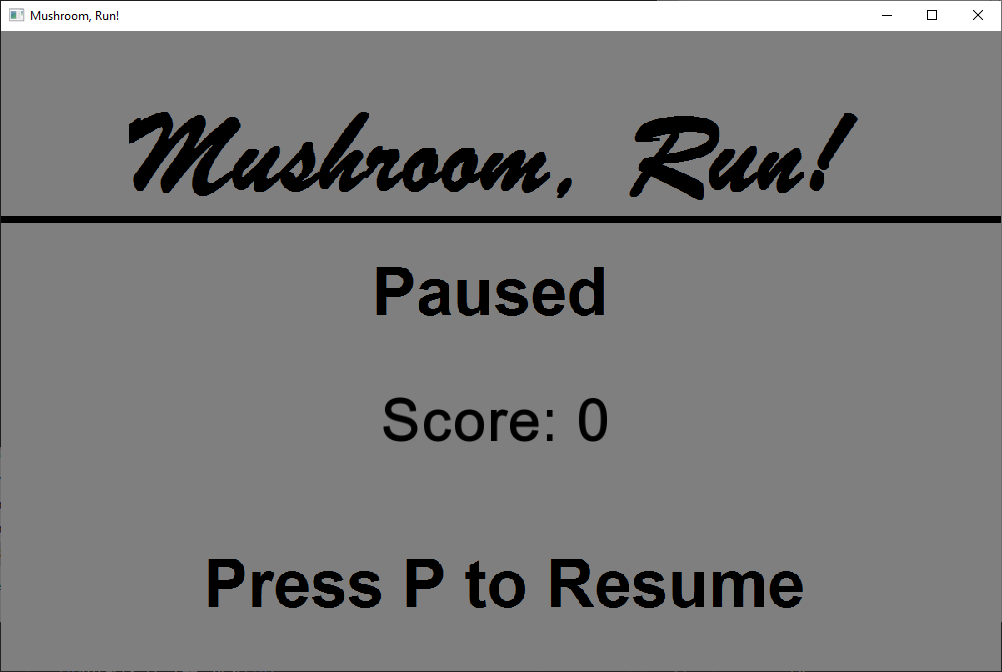 Mushroom, Run!
Mushroom, Run!
Paused
Score: 0
Press P to Resume